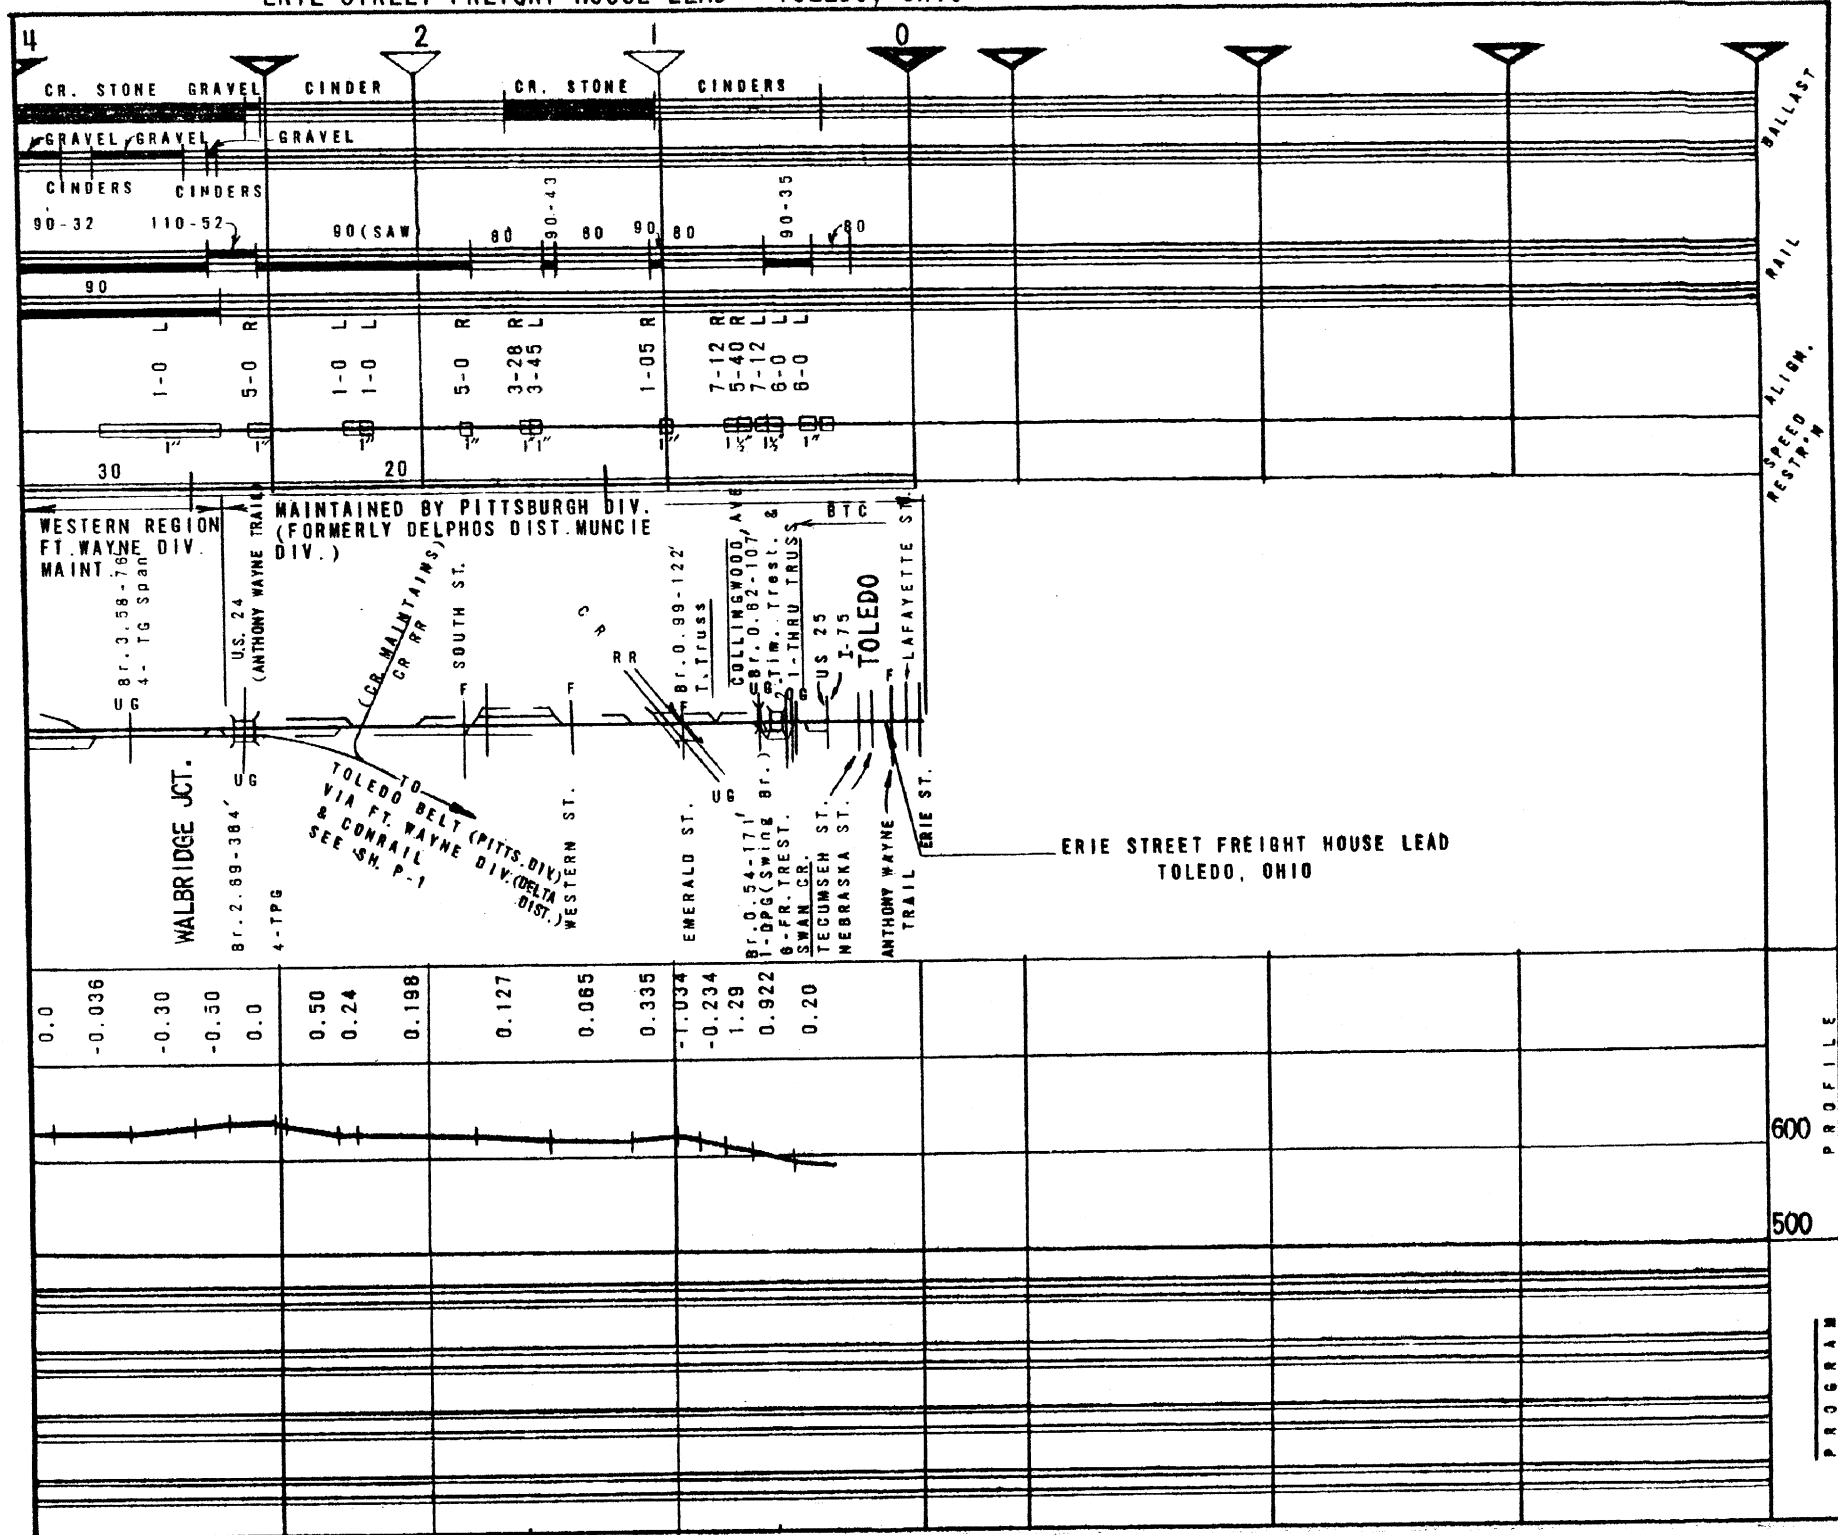 ERIE STREET FREIGHT HOUSE LEAD - TOLEDO, OHIO
4 2 1 0
CR. STONE GRAVEL CINDER CR. STONE CINDERS
GRAVEL GRAVEL GRAVEL
CINDERS CINDERS
BALLAST
90-32 110-52 90(SAW) 80 90-43 80 90 80 90-35 80
90
RAIL
1-0 L
5-0 R
1-0 L
1-0 L
5-0 R
3-28 R
3-45 L
1-05 R
7-12 R
5-40 R
7-12 L
6-0 L
6-0 L
ALIGN.
1" 1" 1" 1" 1" 1" 1" 1½" 1½" 1"
30 20
SPEED
RESTR'N
WESTERN REGION
FT. WAYNE DIV.
MAINT.
MAINTAINED BY PITTSBURGH DIV.
(FORMERLY DELPHOS DIST. MUNCIE
DIV.)
BTC
Br. 3.58-76'
4- TG Span
UG
U.S. 24
(ANTHONY WAYNE TRAIL)
(CR MAINTAINS)
CR RR
SOUTH ST.
F
F
C R
RR
Br. 0.99-122'
T. Truss
F
COLLINGWOOD AVE
Br. 0.62-107'
2-Tim. Trest. &
1-THRU TRUSS
UG
OG
US 25
I-75
TOLEDO
F
LAFAYETTE ST.
WALBRIDGE JCT.
Br. 2.69-384'
UG
4-TPG
TO
TOLEDO BELT (PITTS. DIV)
VIA FT. WAYNE DIV. (DELTA
& CONRAIL DIST.)
SEE SH. P-1
WESTERN ST.
EMERALD ST.
UG
Br. 0.54-171'
1-DPG(Swing Br.)
6-FR. TREST.
SWAN CR.
TECUMSEH ST.
NEBRASKA ST.
ANTHONY WAYNE
TRAIL
ERIE ST.
ERIE STREET FREIGHT HOUSE LEAD
TOLEDO, OHIO
0.0
-0.036
-0.30
-0.50
0.0
0.50
0.24
0.198
0.127
0.065
0.335
-1.034
-0.234
1.29
0.922
0.20
600
500
PROFILE
PROGRAM